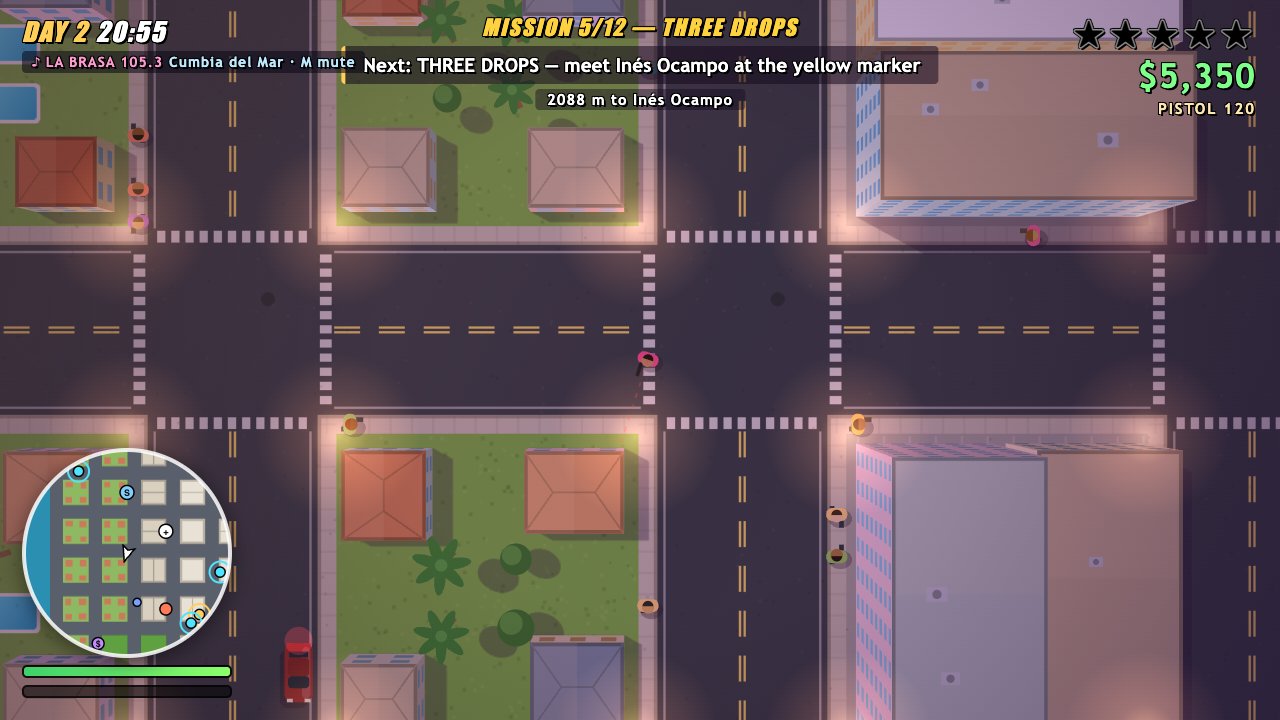 DAY 2 20:55
MISSION 5/12 — THREE DROPS
♪ LA BRASA 105.3 Cumbia del Mar · M mute
Next: THREE DROPS — meet Inés Ocampo at the yellow marker
2088 m to Inés Ocampo
$5,350
PISTOL 120
S
S